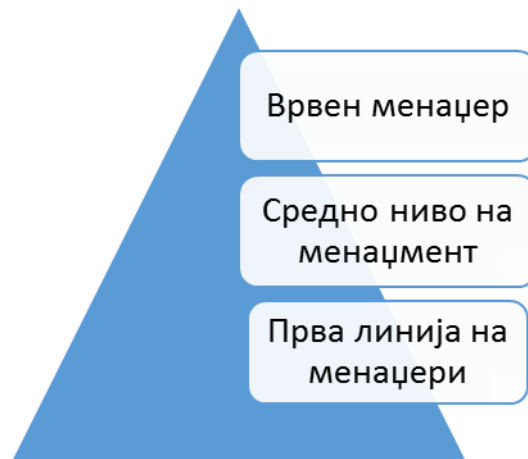 Врвен менаџер
Средно ниво на
менаџмент
Прва линија на
менаџери